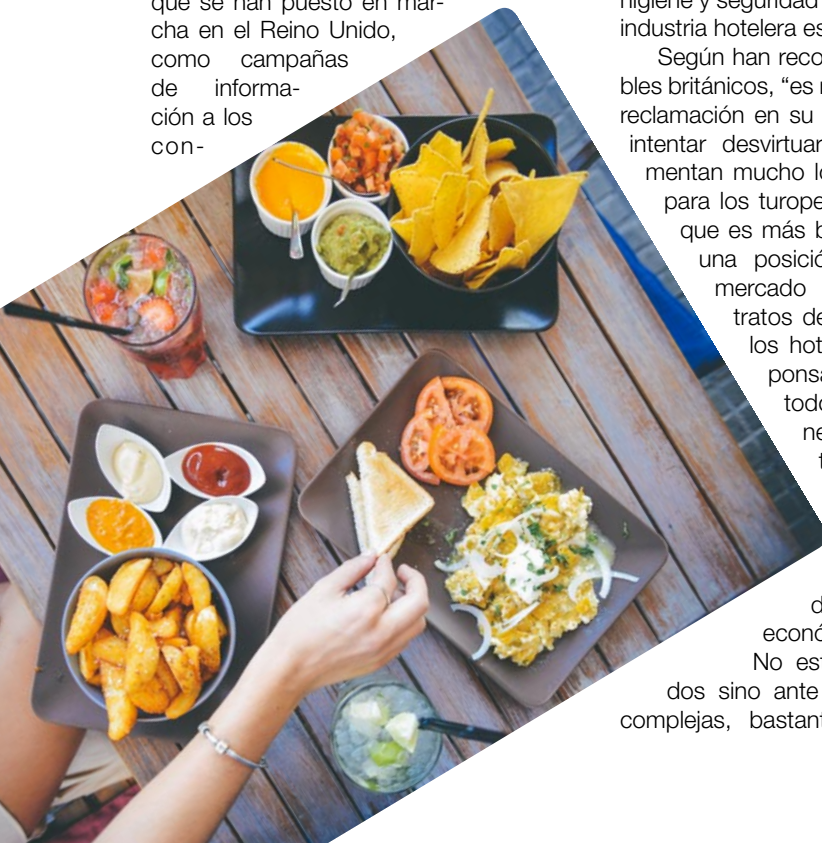 que se han puesto en mar-
cha en el Reino Unido,
como campañas
de informa-
ción a los
con-
higiene y seguridad
industria hotelera es
Según han reco
bles británicos, “es
reclamación en su
intentar desvirtuar
mentan mucho
para los turope
que es más
una posició
mercado
tratos de
los hot
ponsa
todo
ne
t
d
econó
No est
dos sino ante
complejas, bastant